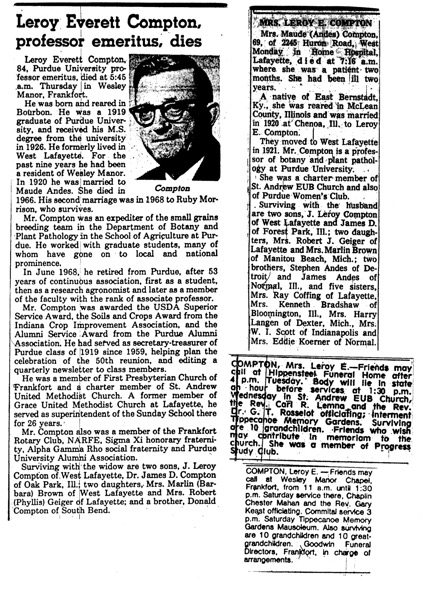 Leroy Everett Compton,
professor emeritus, dies
Leroy Everett Compton,
84, Purdue University pro-
fessor emeritus, died at 5:45
a.m. Thursday in Wesley
Manor, Frankfort.
He was born and reared in
Bourbon. He was a 1919
graduate of Purdue Univer-
sity, and received his M.S.
degree from the university
in 1926. He formerly lived in
West Lafayette. For the
past nine years he had been
a resident of Wesley Manor.
In 1920 he was married to
Maude Andes. She died in
1966. His second marriage was in 1968 to Ruby Mor-
rison, who survives.
Compton
Mr. Compton was an expediter of the small grains
breeding team in the Department of Botany and
Plant Pathology in the School of Agriculture at Pur-
due. He worked with graduate students, many of
whom have gone on to local and national
prominence.
In June 1968, he retired from Purdue, after 53
years of continuous association, first as a student,
then as a research agronomist and later as a member
of the faculty with the rank of associate professor.
Mr. Compton was awarded the USDA Superior
Service Award, the Soils and Crops Award from the
Indiana Crop Improvement Association, and the
Alumni Service Award from the Purdue Alumni
Association. He had served as secretary-treasurer of
Purdue class of 1919 since 1959, helping plan the
celebration of the 50th reunion, and editing a
quarterly newsletter to class members.
He was a member of First Presbyterian Church of
Frankfort and a charter member of St. Andrew
United Methodist Church. A former member of
Grace United Methodist Church at Lafayette, he
served as superintendent of the Sunday School there
for 26 years.
Mr. Compton also was a member of the Frankfort
Rotary Club, NARFE, Sigma Xi honorary fraterni-
ty, Alpha Gamma Rho social fraternity and Purdue
University Alumni Association.
Surviving with the widow are two sons, J. Leroy
Compton of West Lafayette, Dr. James D. Compton
of Oak Park, Ill.; two daughters, Mrs. Marlin (Bar-
bara) Brown of West Lafayette and Mrs. Robert
(Phyllis) Geiger of Lafayette; and a brother, Donald
Compton of South Bend.
MRS. LEROY E. COMPTON
Mrs. Maude (Andes) Compton,
69, of 2245 Huron Road, West
Lafayette, died at 7:16 a.m.
Monday in Home Hospital,
where she was a patient two
months. She had been ill two
years.
A native of East Bernstadt,
Ky., she was reared in McLean
County, Illinois and was married
in 1920 at Chenoa, Ill., to Leroy
E. Compton.
They moved to West Lafayette
in 1921. Mr. Compton is a profes-
sor of botany and plant pathol-
ogy at Purdue University.
She was a charter member of
St. Andrew EUB Church and also
of Purdue Women's Club.
Surviving with the husband
are two sons, J. Leroy Compton
of West Lafayette and James D.
of Forest Park, Ill.; two daugh-
ters, Mrs. Robert J. Geiger of
Lafayette and Mrs. Marlin Brown
of Manitou Beach, Mich.; two
brothers, Stephen Andes of De-
troit and James Andes of
Normal, Ill., and five sisters,
Mrs. Ray Coffing of Lafayette,
Mrs. Kenneth Bradshaw of
Bloomington, Ill., Mrs. Harry
Langen of Dexter, Mich., Mrs.
W. I. Scott of Indianapolis and
Mrs. Eddie Koerner of Normal.
COMPTON, Mrs. Leroy E.—Friends may
call at Hippensteel Funeral Home after
4 p.m. Tuesday. Body will lie in state
an hour before services at 1:30 p.m.
Wednesday in St. Andrew EUB Church,
the Rev. Carl R. Lemna and the Rev.
Dr. G. T. Rosselot officiating; interment
Tippecanoe Memory Gardens. Surviving
are 10 grandchildren. Friends who wish
may contribute in memoriam to the
church. She was a member of Progress
Study Club.
COMPTON, Leroy E. — Friends may
call at Wesley Manor Chapel,
Frankfort, from 11 a.m. until 1:30
p.m. Saturday service there, Chaplin
Chester Mahan and the Rev. Gary
Keast officiating. Commital service 3
p.m. Saturday Tippecanoe Memory
Gardens Mausoleum. Also surviving
are 10 grandchildren and 10 great-
grandchildren. Goodwin Funeral
Directors, Frankfort, in charge of
arrangements.